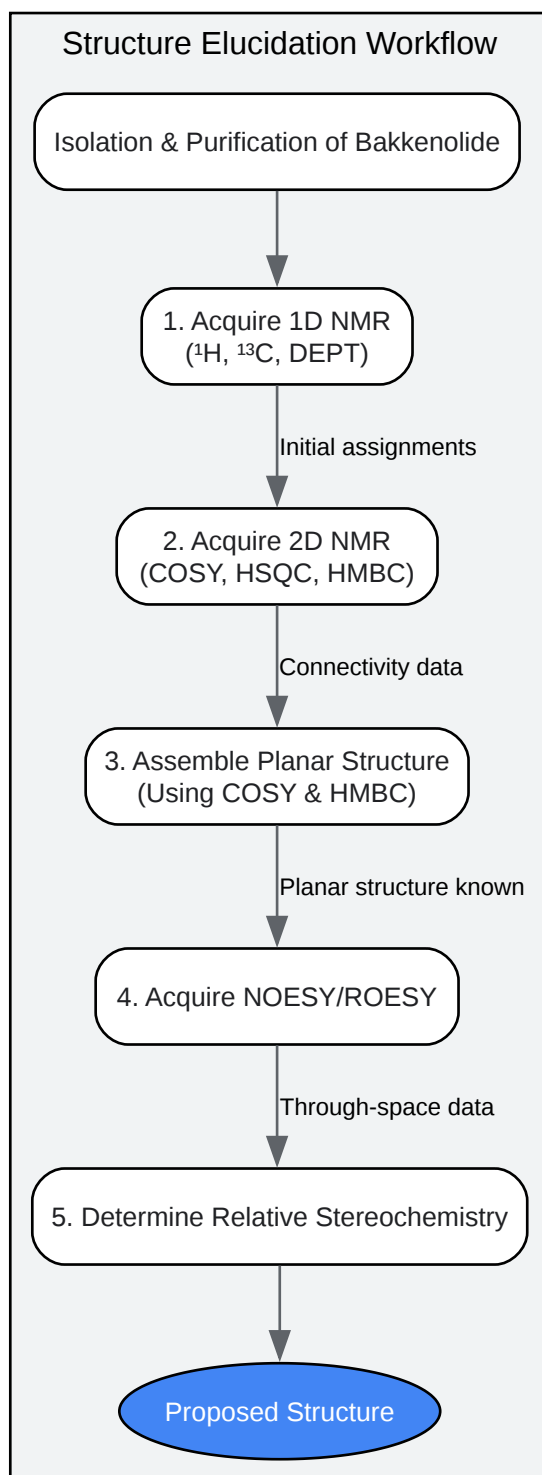 Structure Elucidation Workflow
Isolation & Purification of Bakkenolide
1. Acquire 1D NMR
(¹H, ¹³C, DEPT)
Initial assignments
2. Acquire 2D NMR
(COSY, HSQC, HMBC)
Connectivity data
3. Assemble Planar Structure
(Using COSY & HMBC)
Planar structure known
4. Acquire NOESY/ROESY
Through-space data
5. Determine Relative Stereochemistry
Proposed Structure